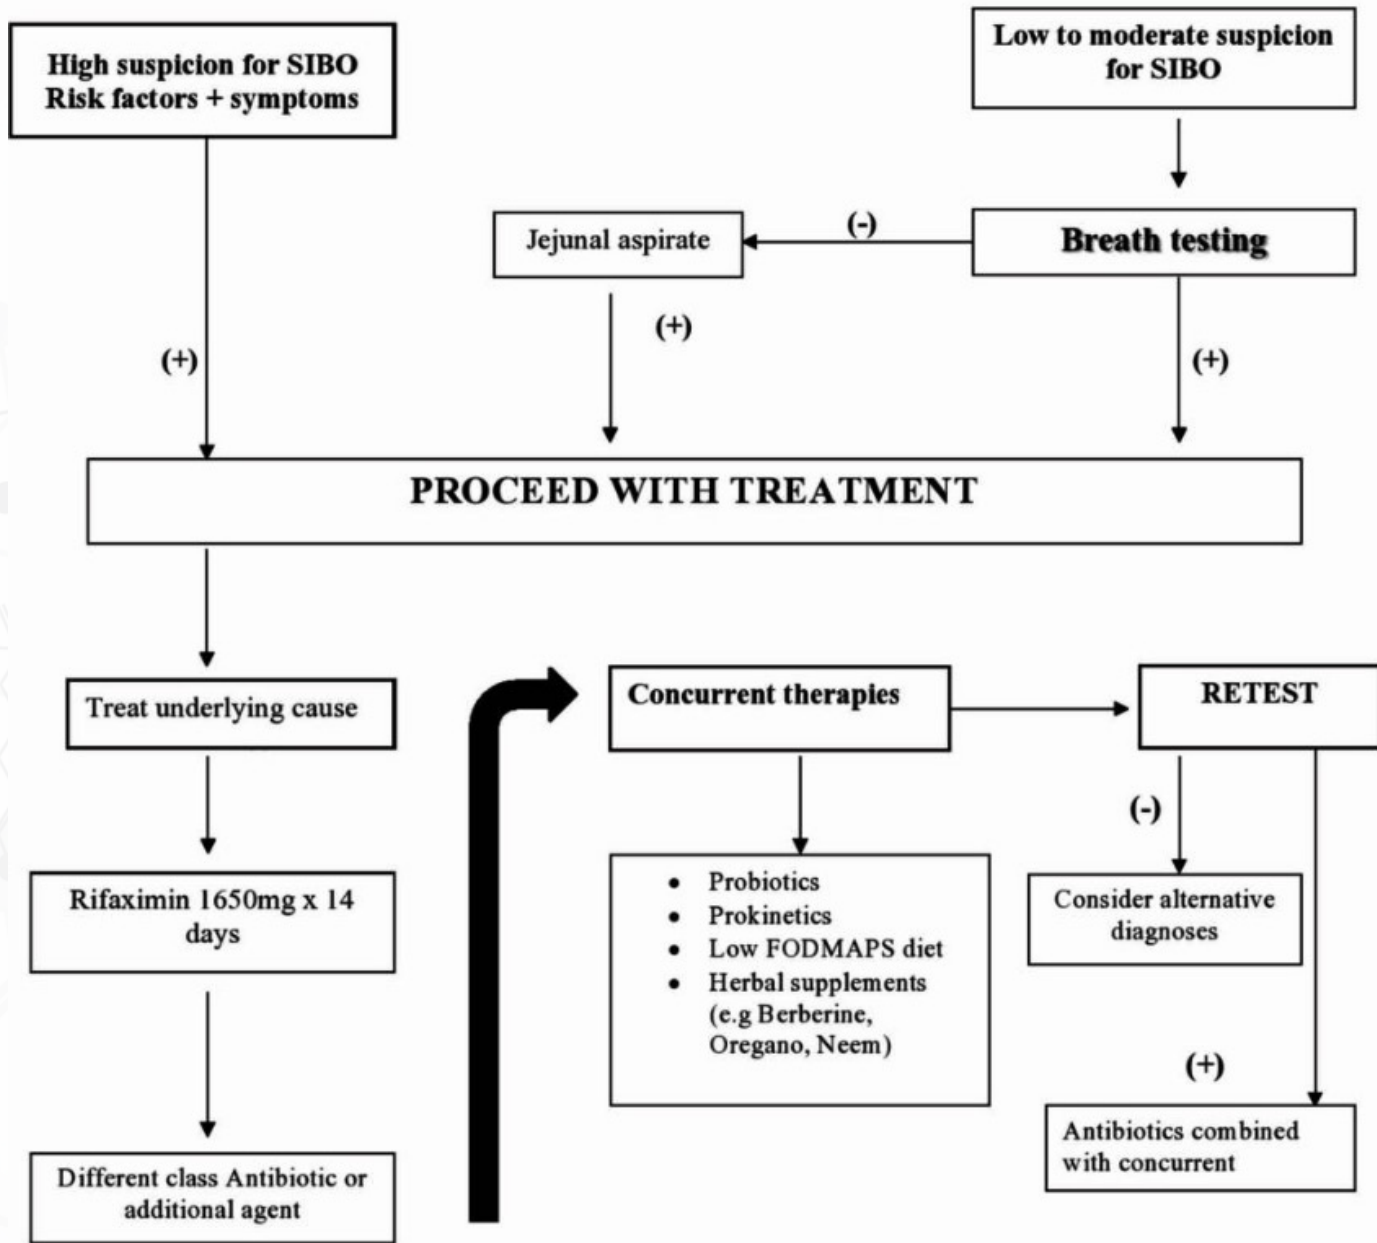 High suspicion for SIBO
Risk factors + symptoms
Low to moderate suspicion
for SIBO
Jejunal aspirate
(-)
Breath testing
(+)
(+)
(+)
PROCEED WITH TREATMENT
Treat underlying cause
Rifaximin 1650mg x 14
days
Different class Antibiotic or
additional agent
Concurrent therapies
• Probiotics
• Prokinetics
• Low FODMAPS diet
• Herbal supplements
(e.g Berberine,
Oregano, Neem)
RETEST
(-)
Consider alternative
diagnoses
(+)
Antibiotics combined
with concurrent